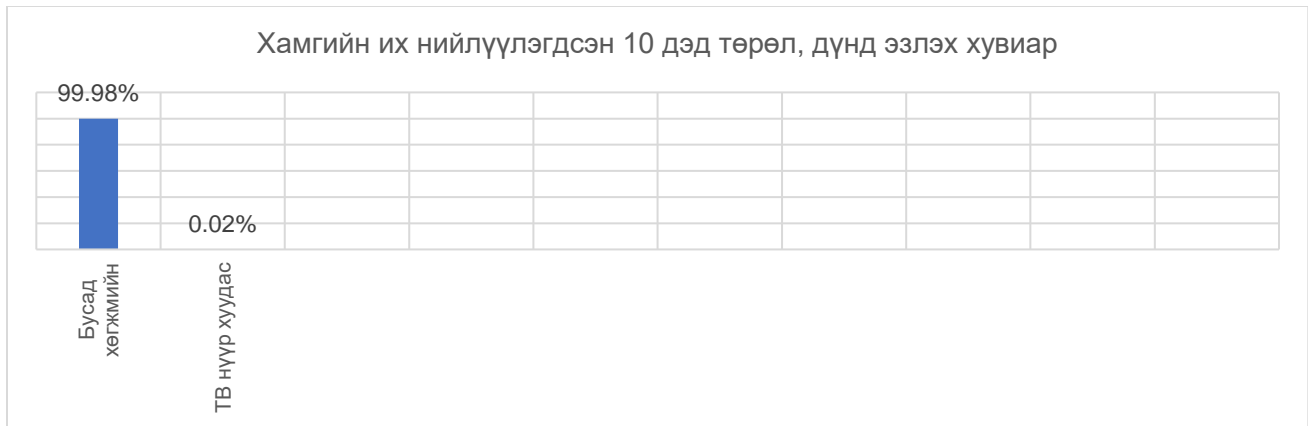 Хамгийн их нийлүүлэгдсэн 10 дэд төрөл, дүнд эзлэх хувиар
99.98%
0.02%
Бусад
хөгжмийн
ТВ нүүр хуудас